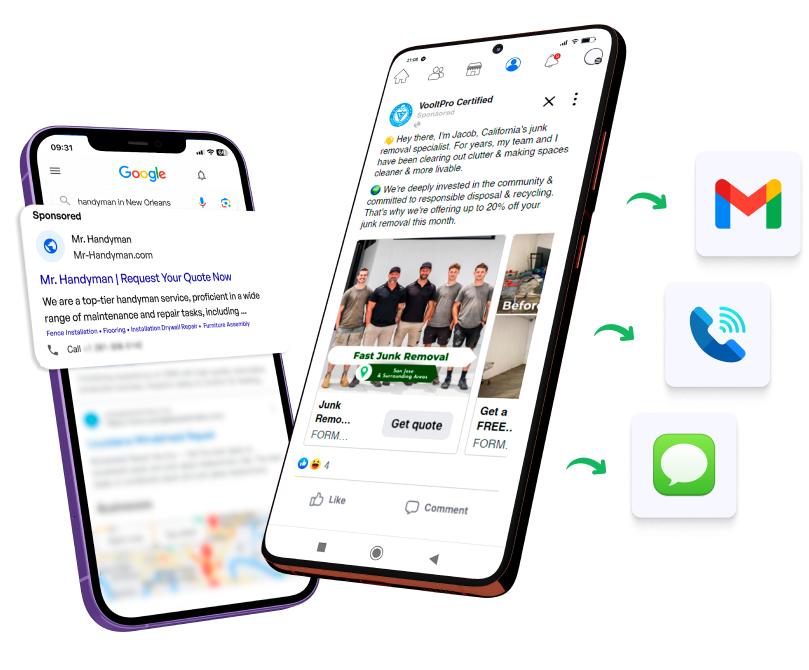 09:31
Google
handyman in New Orleans
Sponsored
Mr. Handyman
Mr-Handyman.com
Mr. Handyman | Request Your Quote Now
We are a top-tier handyman service, proficient in a wide
range of maintenance and repair tasks, including ...
Fence Installation • Flooring • Installation Drywall Repair • Furniture Assembly
Call
21:08
VooltPro Certified
Sponsored
👋 Hey there, I'm Jacob, California's junk
removal specialist. For years, my team and I
have been clearing out clutter & making spaces
cleaner & more livable.
🌍 We're deeply invested in the community &
committed to responsible disposal & recycling.
That's why we're offering up to 20% off your
junk removal this month.
Fast Junk Removal
San Jose
& Surrounding Areas
Before
Junk
Remo...
FORM...
Get quote
Get a
FREE..
FORM.
4
Like
Comment